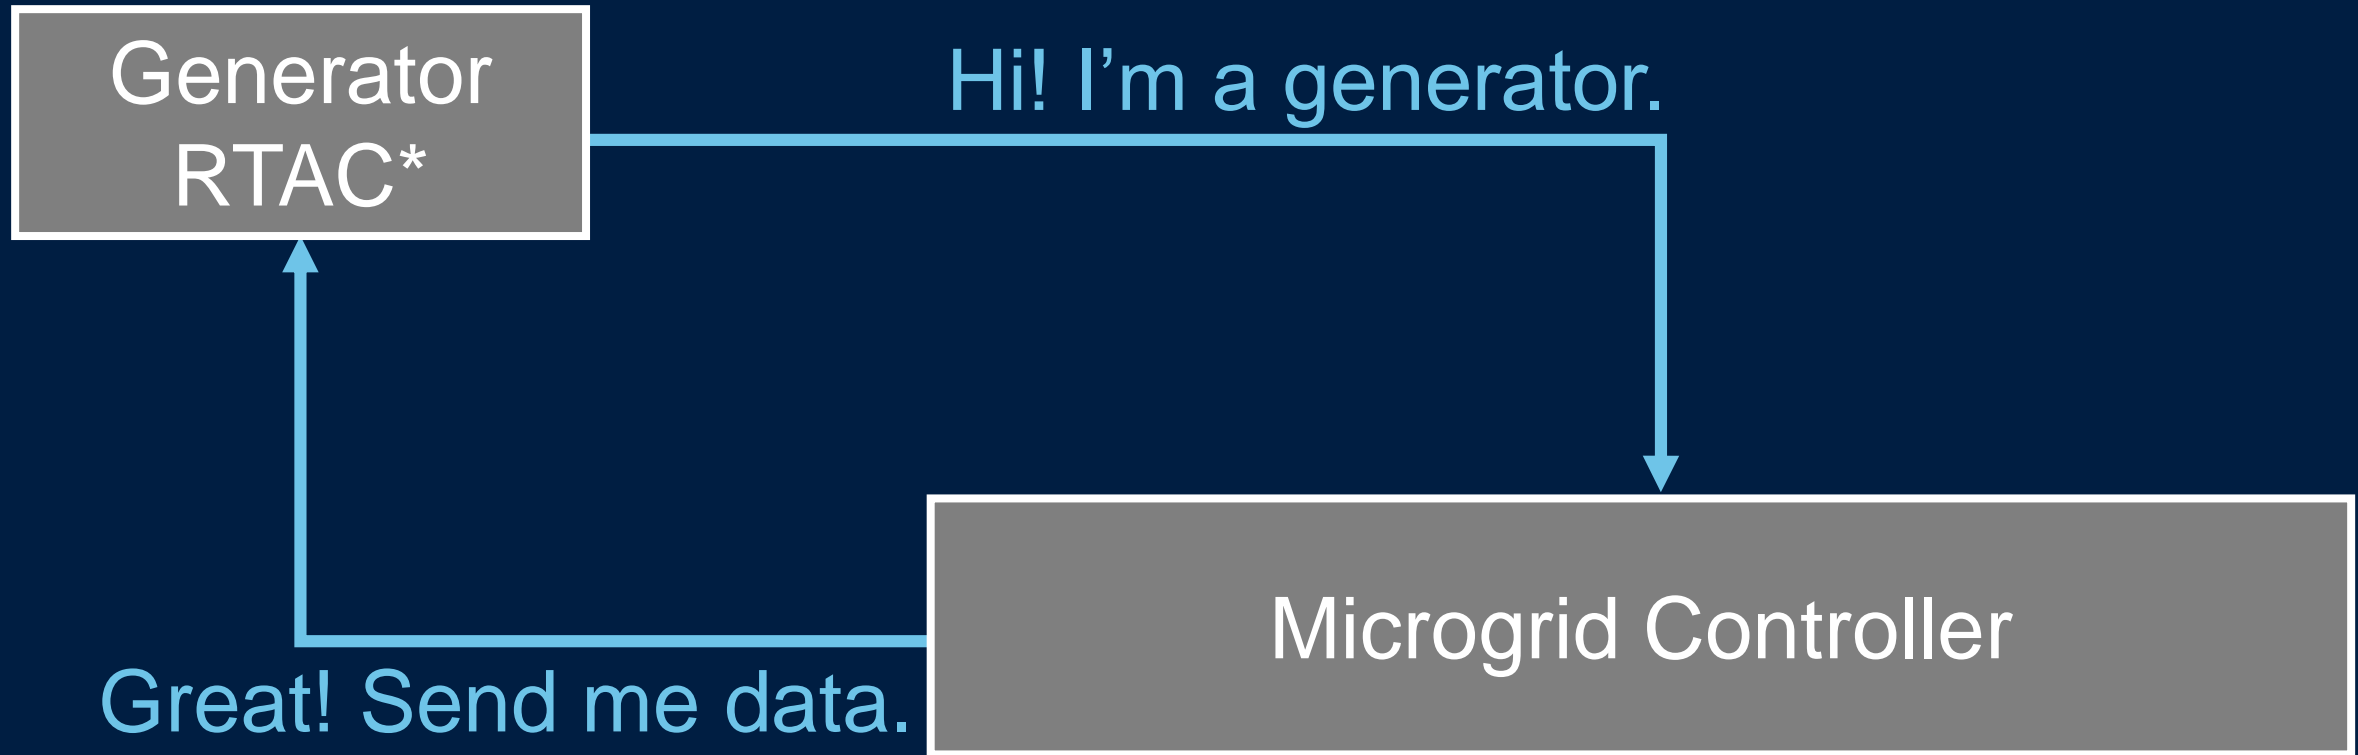 Generator
RTAC*
Hi! I’m a generator.
Microgrid Controller
Great! Send me data.